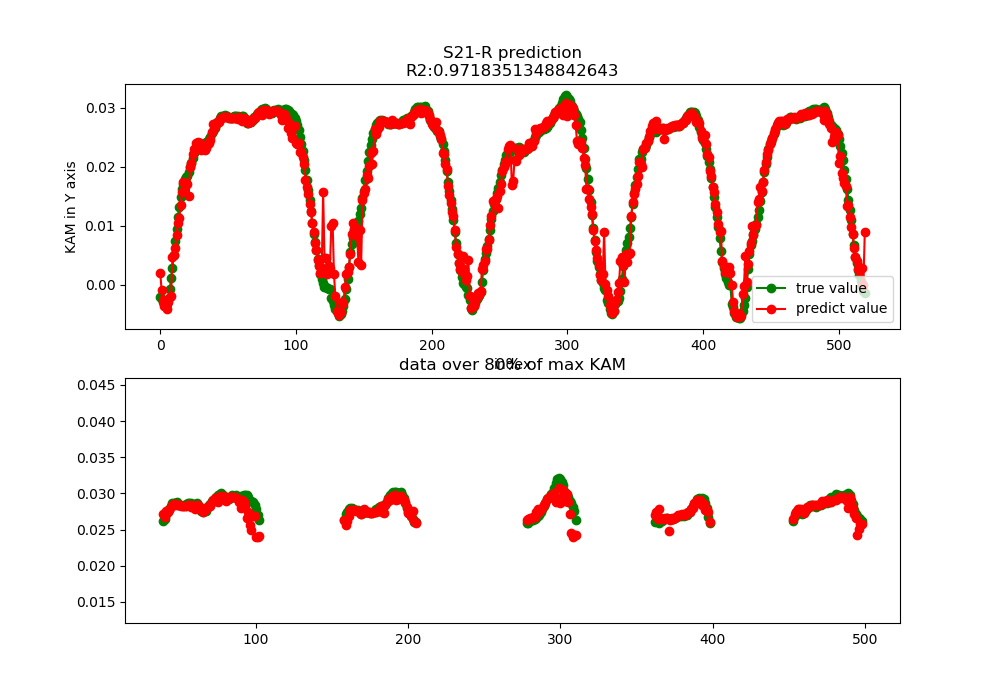 S21-R prediction
R2:0.9718351348842643
KAM in Y axis
0.03
0.02
0.01
0.00
true value
predict value
0 100 200 300 400 500
index
data over 80% of max KAM
0.045
0.040
0.035
0.030
0.025
0.020
0.015
100 200 300 400 500